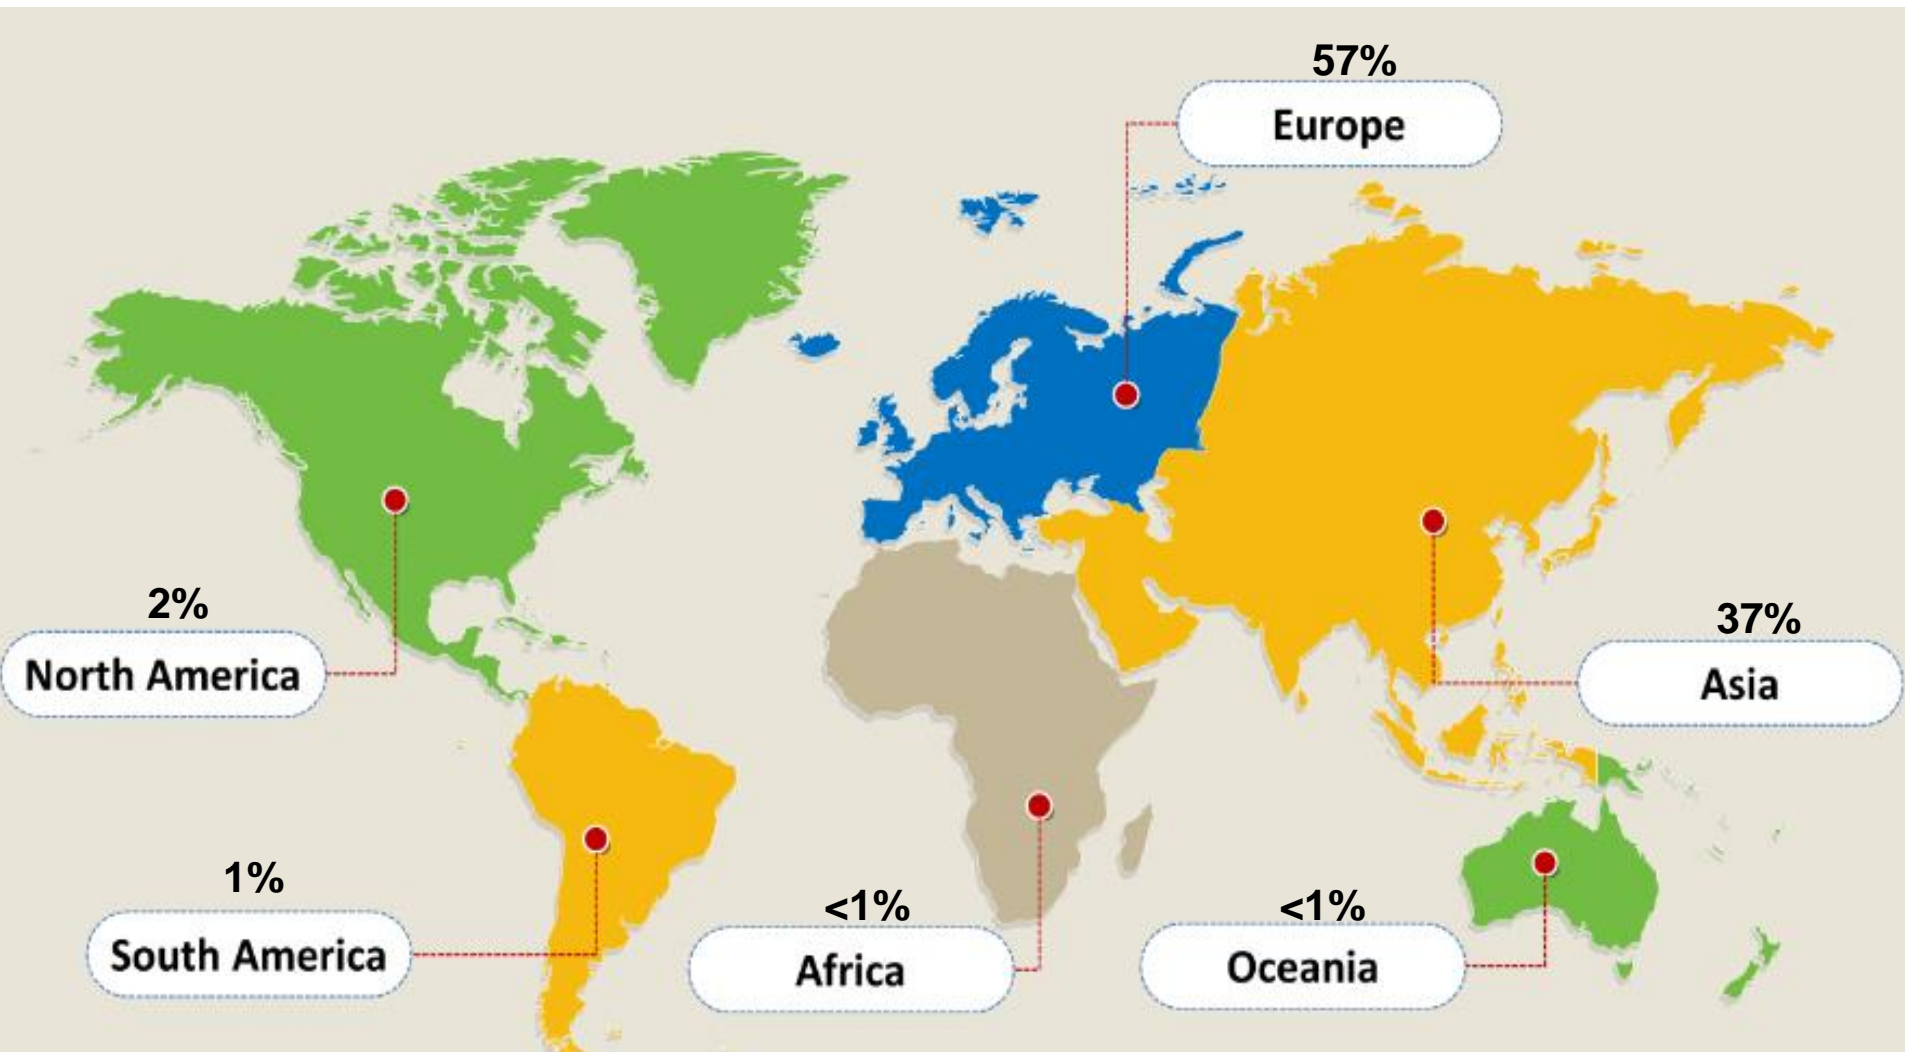 57%
Europe
2%
North America
37%
Asia
1%
South America
<1%
Africa
<1%
Oceania